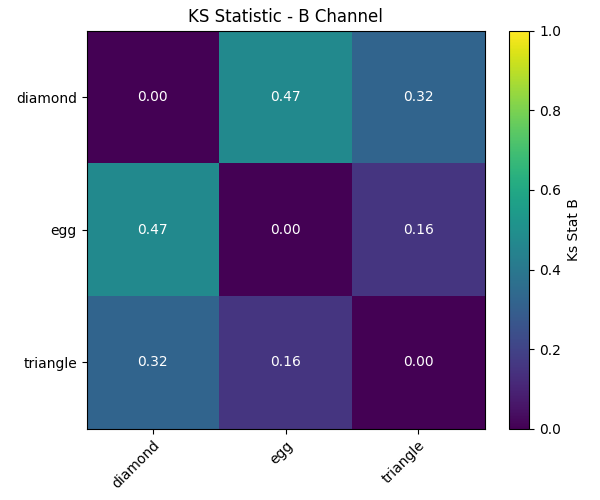 KS Statistic - B Channel
diamond
0.00 0.47 0.32
egg
0.47 0.00 0.16
triangle
0.32 0.16 0.00
diamond egg triangle
1.0
0.8
0.6
0.4
0.2
0.0
Ks Stat B